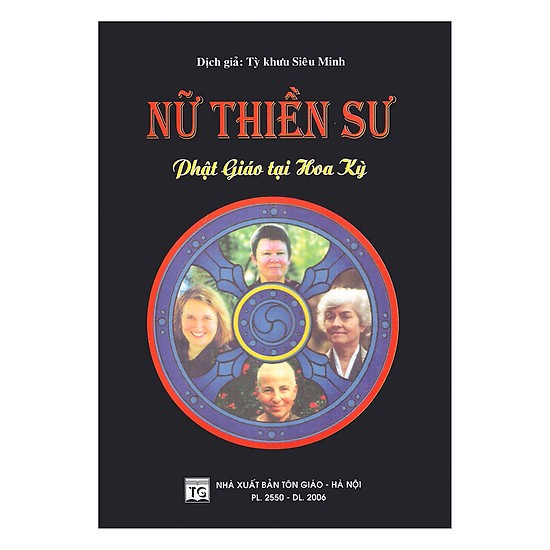 Dịch giả: Tỳ khưu Siêu Minh
NỮ THIỀN SƯ
Phật Giáo tại Hoa Kỳ
TG
NHÀ XUẤT BẢN TÔN GIÁO - HÀ NỘI
PL. 2550 - DL. 2006